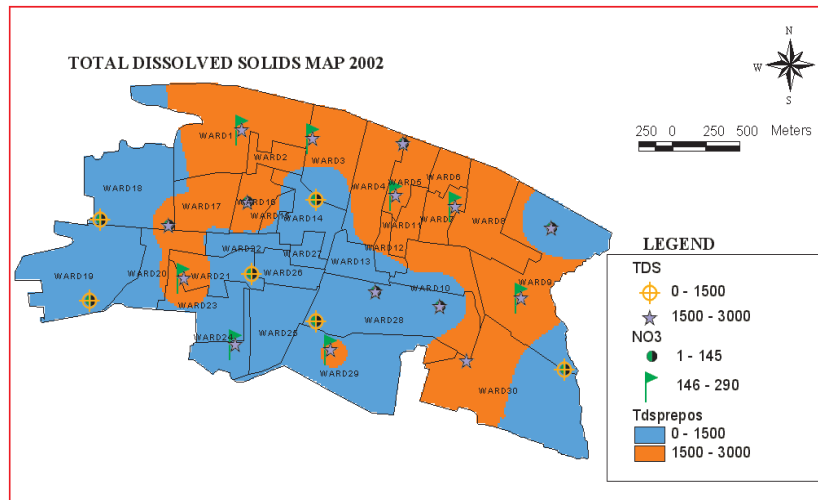 TOTAL DISSOLVED SOLIDS MAP 2002
N
W E
S
250 0 250 500 Meters
WARD1
WARD2
WARD3
WARD4
WARD5
WARD6
WARD8
WARD18
WARD17
WARD16
WARD14
WARD11
WARD12
WARD22
WARD27
WARD13
WARD19
WARD20
WARD21
WARD26
WARD10
WARD9
WARD23
WARD24
WARD28
WARD29
WARD30
LEGEND
TDS
0 - 1500
1500 - 3000
NO3
1 - 145
146 - 290
Tdsprepos
0 - 1500
1500 - 3000